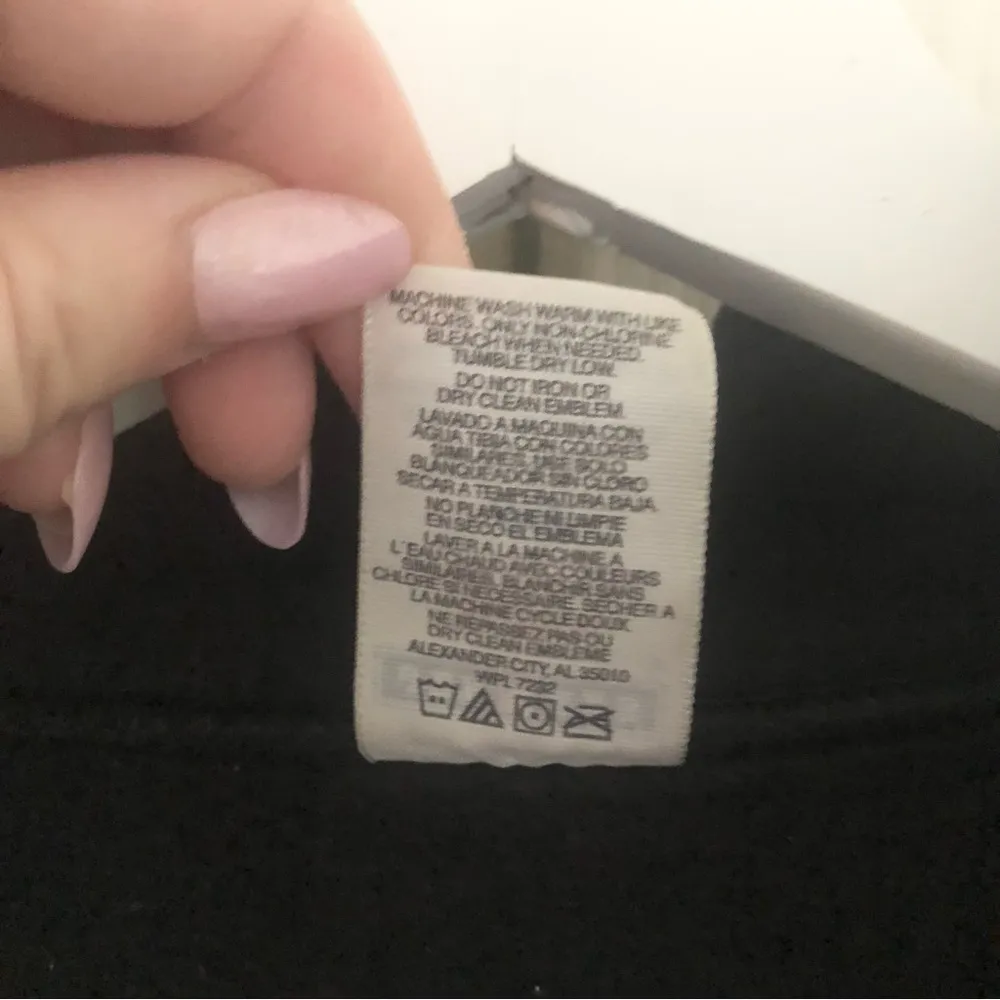 MACHINE WASH WARM WITH LIKE
COLORS. ONLY NON-CHLORINE
BLEACH WHEN NEEDED.
TUMBLE DRY LOW.
DO NOT IRON OR
DRY CLEAN EMBLEM.
LAVADO A MAQUINA CON
AGUA TIBIA CON COLORES
SIMILARES. USE SOLO
BLANQUEADOR SIN CLORO
SECAR A TEMPERATURA BAJA
NO PLANCHE NI LIMPIE
EN SECO EL EMBLEMA
LAVER A LA MACHINE A
L'EAU CHAUD AVEC COULEURS
SIMILAIRES, BLANCHIR SANS
CHLORE SI NECESSAIRE. SECHER A
LA MACHINE CYCLE DOUX.
NE REPASSEZ PAS OU
DRY CLEAN EMBLEME
ALEXANDER CITY, AL 35010
WPL 7232